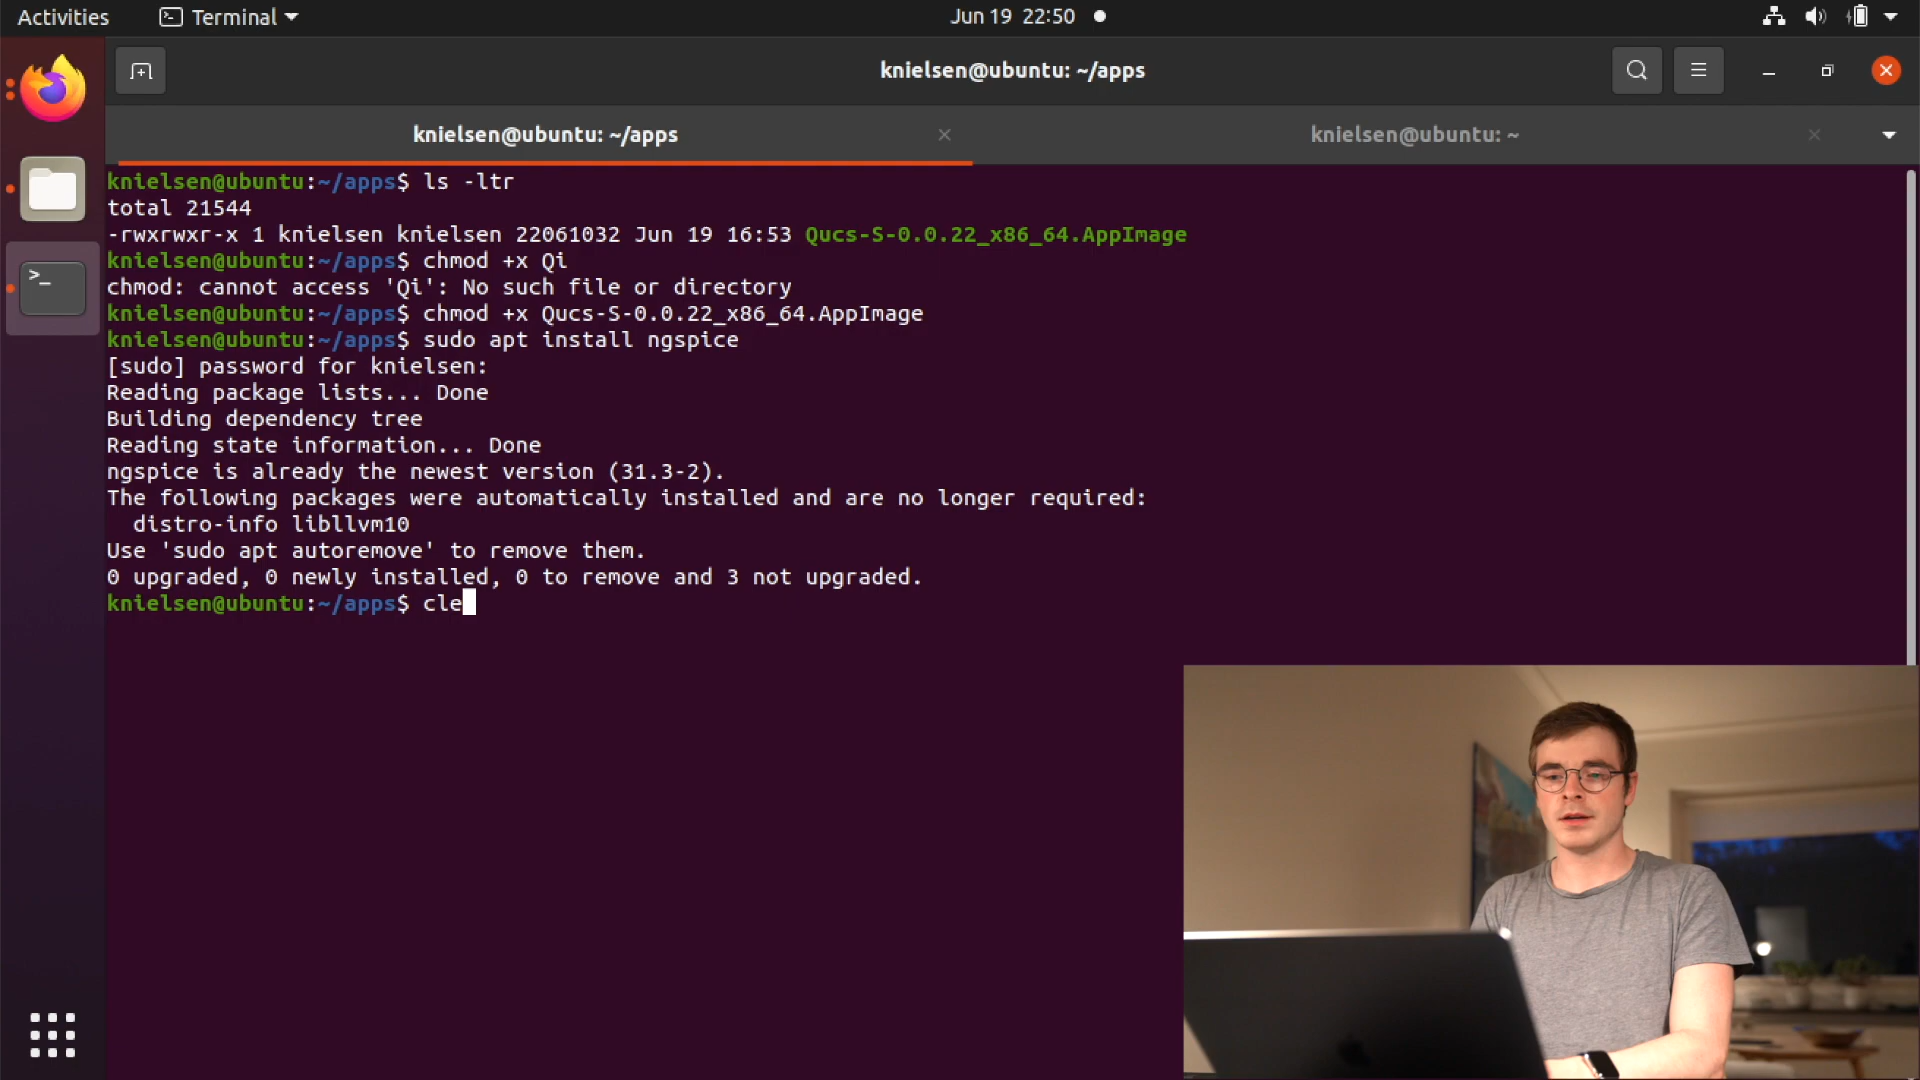 Activities
Terminal
Jun 19 22:50
knielsen@ubuntu: ~/apps
knielsen@ubuntu: ~/apps
knielsen@ubuntu: ~
knielsen@ubuntu:~/apps$ ls -ltr
total 21544
-rwxrwxr-x 1 knielsen knielsen 22061032 Jun 19 16:53 Qucs-S-0.0.22_x86_64.AppImage
knielsen@ubuntu:~/apps$ chmod +x Qi
chmod: cannot access 'Qi': No such file or directory
knielsen@ubuntu:~/apps$ chmod +x Qucs-S-0.0.22_x86_64.AppImage
knielsen@ubuntu:~/apps$ sudo apt install ngspice
[sudo] password for knielsen:
Reading package lists... Done
Building dependency tree
Reading state information... Done
ngspice is already the newest version (31.3-2).
The following packages were automatically installed and are no longer required:
  distro-info libllvm10
Use 'sudo apt autoremove' to remove them.
0 upgraded, 0 newly installed, 0 to remove and 3 not upgraded.
knielsen@ubuntu:~/apps$ cle